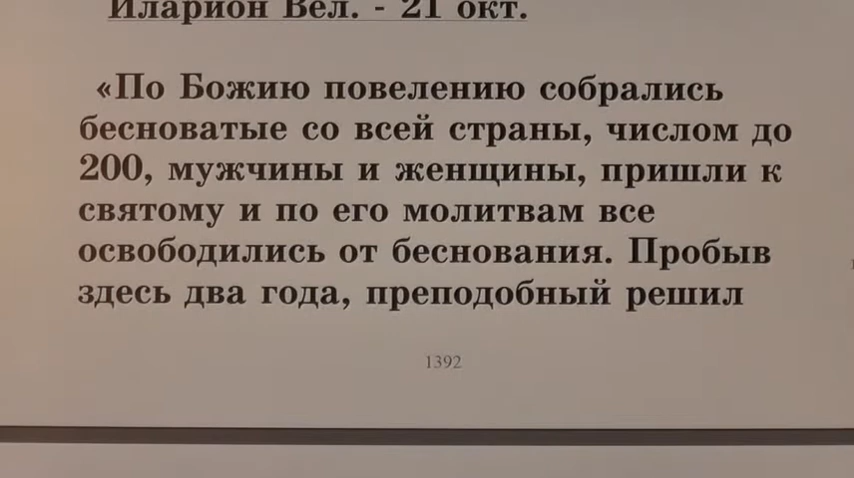 Иларион Вел. - 21 окт.
«По Божию повелению собрались
бесноватые со всей страны, числом до
200, мужчины и женщины, пришли к
святому и по его молитвам все
освободились от беснования. Пробыв
здесь два года, преподобный решил
1392